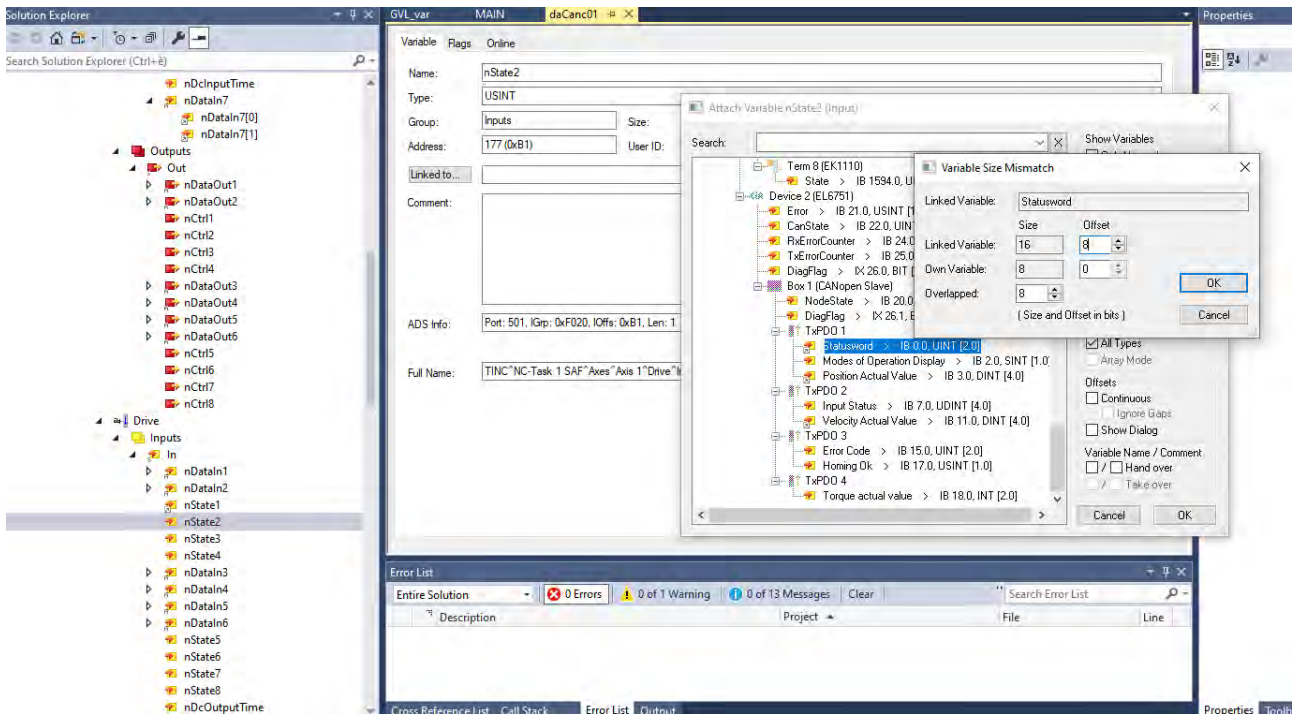 Solution Explorer
Search Solution Explorer (Ctrl+è)
nDcInputTime
nDataIn7
nDataIn7[0]
nDataIn7[1]
Outputs
Out
nDataOut1
nDataOut2
nCtrl1
nCtrl2
nCtrl3
nCtrl4
nDataOut3
nDataOut4
nDataOut5
nDataOut6
nCtrl5
nCtrl6
nCtrl7
nCtrl8
Drive
Inputs
In
nDataIn1
nDataIn2
nState1
nState2
nState3
nState4
nDataIn3
nDataIn4
nDataIn5
nDataIn6
nState5
nState6
nState7
nState8
nDcOutputTime
GVL_var MAIN daCanc01
Variable Flags Online
Name: nState2
Type: USINT
Group: Inputs Size:
Address: 177 (0xB1) User ID:
Linked to...
Comment:
ADS Info: Port: 501, IGrp: 0xF020, IOffs: 0xB1, Len: 1
Full Name: TINC^NC-Task 1 SAF^Axes^Axis 1^Drive^
Attach Variable nState2 (Input)
Search:
Show Variables
Term 8 (EK1110)
State > IB 1594.0, U
Device 2 (EL6751)
Error > IB 21.0, USINT [
CanState > IB 22.0, UIN
RxErrorCounter > IB 24.0
TxErrorCounter > IB 25.0
DiagFlag > IX 26.0, BIT [
Box 1 (CANopen Slave)
NodeState > IB 20.0
DiagFlag > IX 26.1, 
TxPDO 1
Statusword > IB 0.0, UINT [2.0]
Modes of Operation Display > IB 2.0, SINT [1.0
Position Actual Value > IB 3.0, DINT [4.0]
TxPDO 2
Input Status > IB 7.0, UDINT [4.0]
Velocity Actual Value > IB 11.0, DINT [4.0]
TxPDO 3
Error Code > IB 15.0, UINT [2.0]
Homing Ok > IB 17.0, USINT [1.0]
TxPDO 4
Torque actual value > IB 18.0, INT [2.0]
All Types
Array Mode
Offsets
Continuous
Ignore Gaps
Show Dialog
Variable Name / Comment
/ Hand over
/ Take over
Cancel OK
Variable Size Mismatch
Linked Variable: Statusword
Size Offset
Linked Variable: 16 8
Own Variable: 8 0
Overlapped: 8
( Size and Offset in bits )
OK
Cancel
Error List
Entire Solution 0 Errors 0 of 1 Warning 0 of 13 Messages Clear Search Error List
Description Project File Line
Cross Reference List Call Stack Error List Output
Properties
Properties Toolb